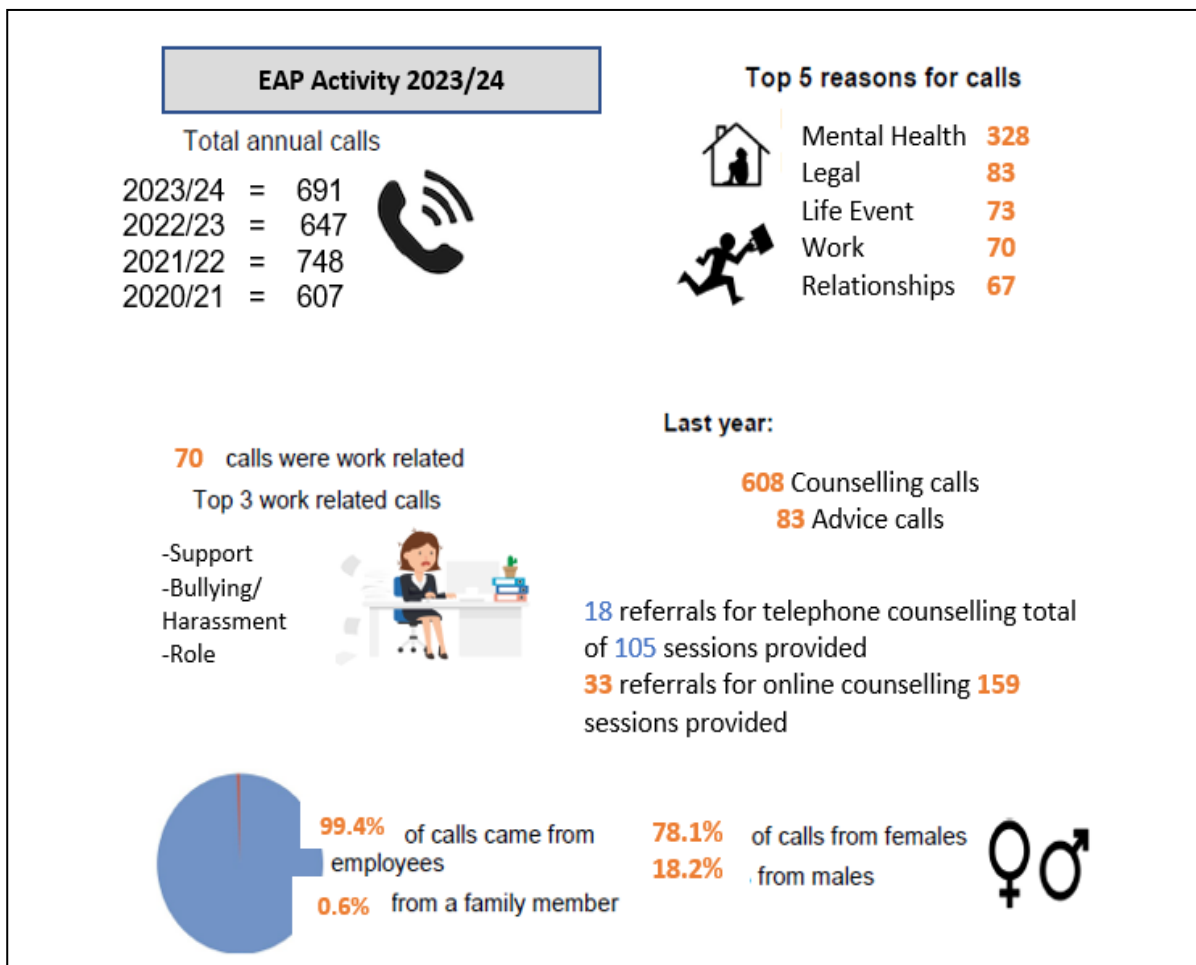 EAP Activity 2023/24
Total annual calls
2023/24 = 691
2022/23 = 647
2021/22 = 748
2020/21 = 607
Top 5 reasons for calls
Mental Health 328
Legal 83
Life Event 73
Work 70
Relationships 67
70 calls were work related
Top 3 work related calls
-Support
-Bullying/
Harassment
-Role
Last year:
608 Counselling calls
83 Advice calls
18 referrals for telephone counselling total
of 105 sessions provided
33 referrals for online counselling 159
sessions provided
99.4% of calls came from
employees
0.6% from a family member
78.1% of calls from females
18.2% from males